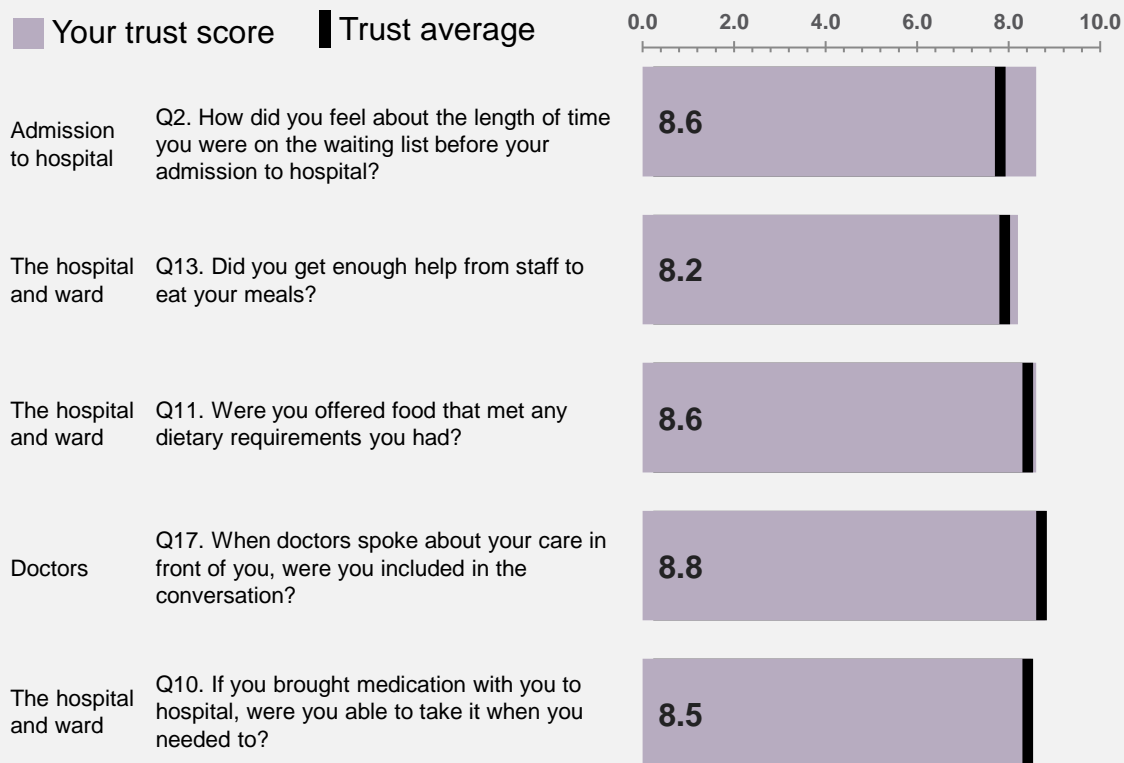 Your trust score
Trust average
0.0 2.0 4.0 6.0 8.0 10.0
Admission
to hospital
Q2. How did you feel about the length of time
you were on the waiting list before your
admission to hospital?
8.6
The hospital
and ward
Q13. Did you get enough help from staff to
eat your meals?
8.2
The hospital
and ward
Q11. Were you offered food that met any
dietary requirements you had?
8.6
Doctors
Q17. When doctors spoke about your care in
front of you, were you included in the
conversation?
8.8
The hospital
and ward
Q10. If you brought medication with you to
hospital, were you able to take it when you
needed to?
8.5